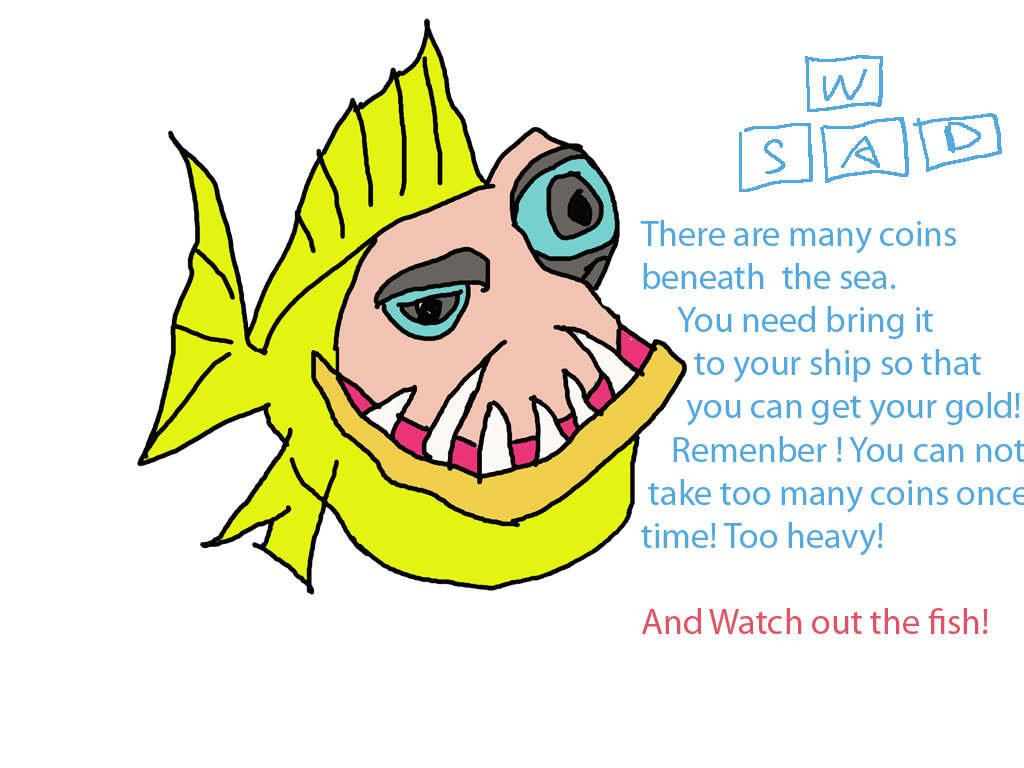 W
S A D
There are many coins
beneath the sea.
You need bring it
to your ship so that
you can get your gold!
Remenber ! You can not
take too many coins once
time! Too heavy!
And Watch out the fish!